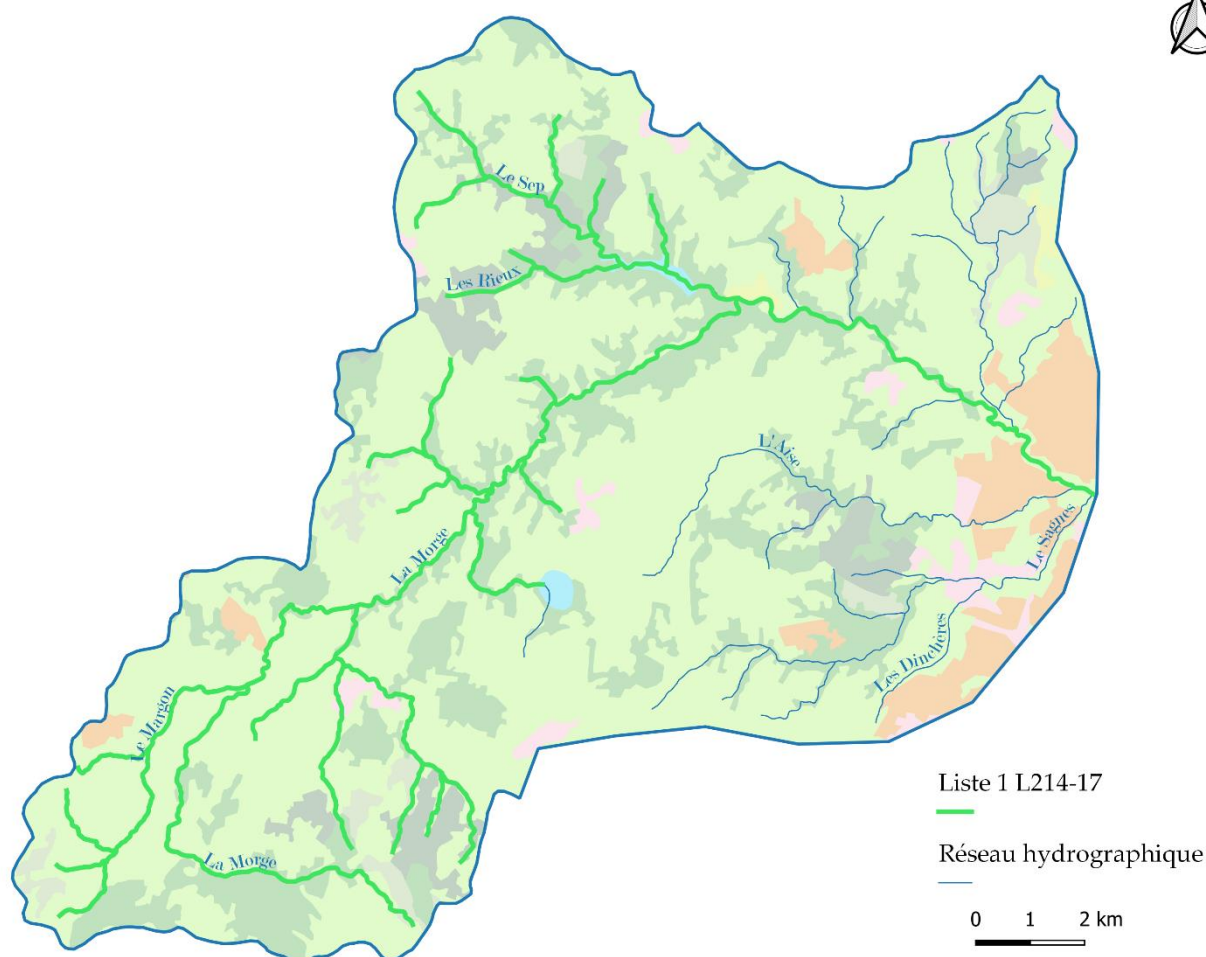 Le Sep
Les Rieux
L'Aise
La Morge
Le Sagnes
Les Dinchères
Le Margon
La Morge
Liste 1 L214-17
Réseau hydrographique
0 1 2 km